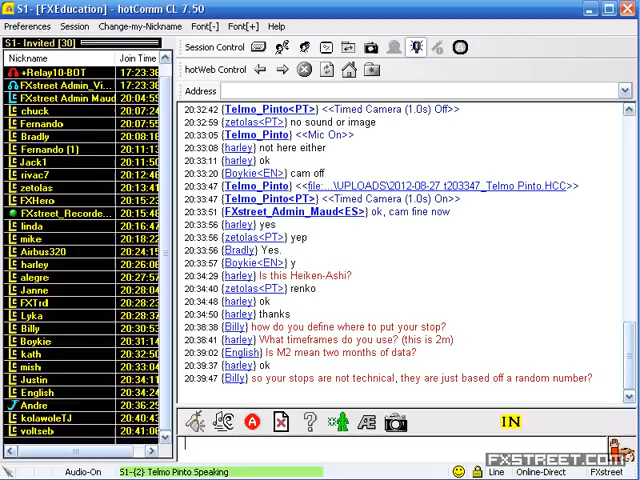 S1- [FXEducation] - hotComm CL 7.50
Preferences Session Change-my-Nickname Font[-] Font[+] Help
S1- Invited [30]
Nickname Join Time
+Relay10-BOT 17:23:36
FXstreet Admin_Vi... 17:23:36
FXstreet Admin Maud 20:04:59
chuck 20:07:24
Fernando 20:07:55
Bradly 20:08:16
Fernando (1) 20:11:13
Jack1 20:11:50
rivac7 20:12:57
zetolas 20:13:41
FXHero 20:15:20
FXstreet_Recorde... 20:15:48
linda 20:17:26
mike 20:18:22
Airbus320 20:24:15
harley 20:26:06
alegre 20:27:57
Janne 20:28:04
FXTrd 20:28:23
Lyka 20:28:37
Billy 20:30:53
Boykie 20:31:14
kath 20:32:54
mish 20:33:17
Justin 20:34:21
English 20:34:24
Andre 20:36:29
kolawoleTJ 20:40:43
voltseb 20:41:06
Session Control
hotWeb Control
Address
20:32:42 {Telmo_Pinto<PT>} <<Timed Camera (1.0s) Off>>
20:32:59 {zetolas<PT>} no sound or image
20:33:05 {Telmo_Pinto} <<Mic On>>
20:33:08 {harley} not here either
20:33:11 {harley} ok
20:33:20 {Boykie<EN>} cam off
20:33:47 {Telmo_Pinto} <<file:...\UPLOADS\2012-08-27 t203347_Telmo Pinto.HCC>>
20:33:47 {Telmo_Pinto<PT>} <<Timed Camera (1.0s) On>>
20:33:51 {FXstreet_Admin_Maud<ES>} ok, cam fine now
20:33:56 {harley} yes
20:33:56 {zetolas<PT>} yep
20:33:56 {Bradly} Yes.
20:33:57 {Boykie<EN>} y
20:34:29 {harley} Is this Heiken-Ashi?
20:34:40 {zetolas<PT>} renko
20:34:48 {harley} ok
20:34:50 {harley} thanks
20:38:38 {Billy} how do you define where to put your stop?
20:38:41 {harley} What timeframes do you use? (this is 2m)
20:39:02 {English} Is M2 mean two months of data?
20:39:37 {harley} ok
20:39:47 {Billy} so your stops are not technical, they are just based off a random number?
IN
FXSTREET.COM
Audio-On S1-{2} Telmo Pinto Speaking Line-Online Online-Direct FXstreet